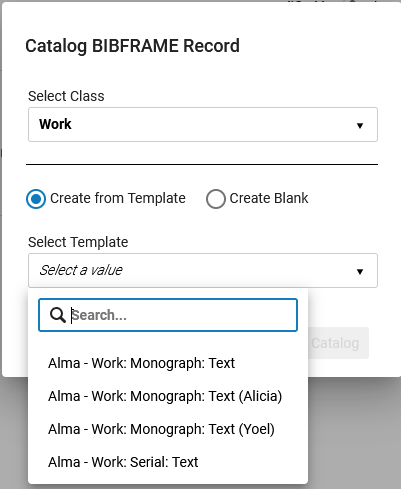 Catalog BIBFRAME Record
Select Class
Work
Create from Template Create Blank
Select Template
Select a value
Search...
Catalog
Alma - Work: Monograph: Text
Alma - Work: Monograph: Text (Alicia)
Alma - Work: Monograph: Text (Yoel)
Alma - Work: Serial: Text